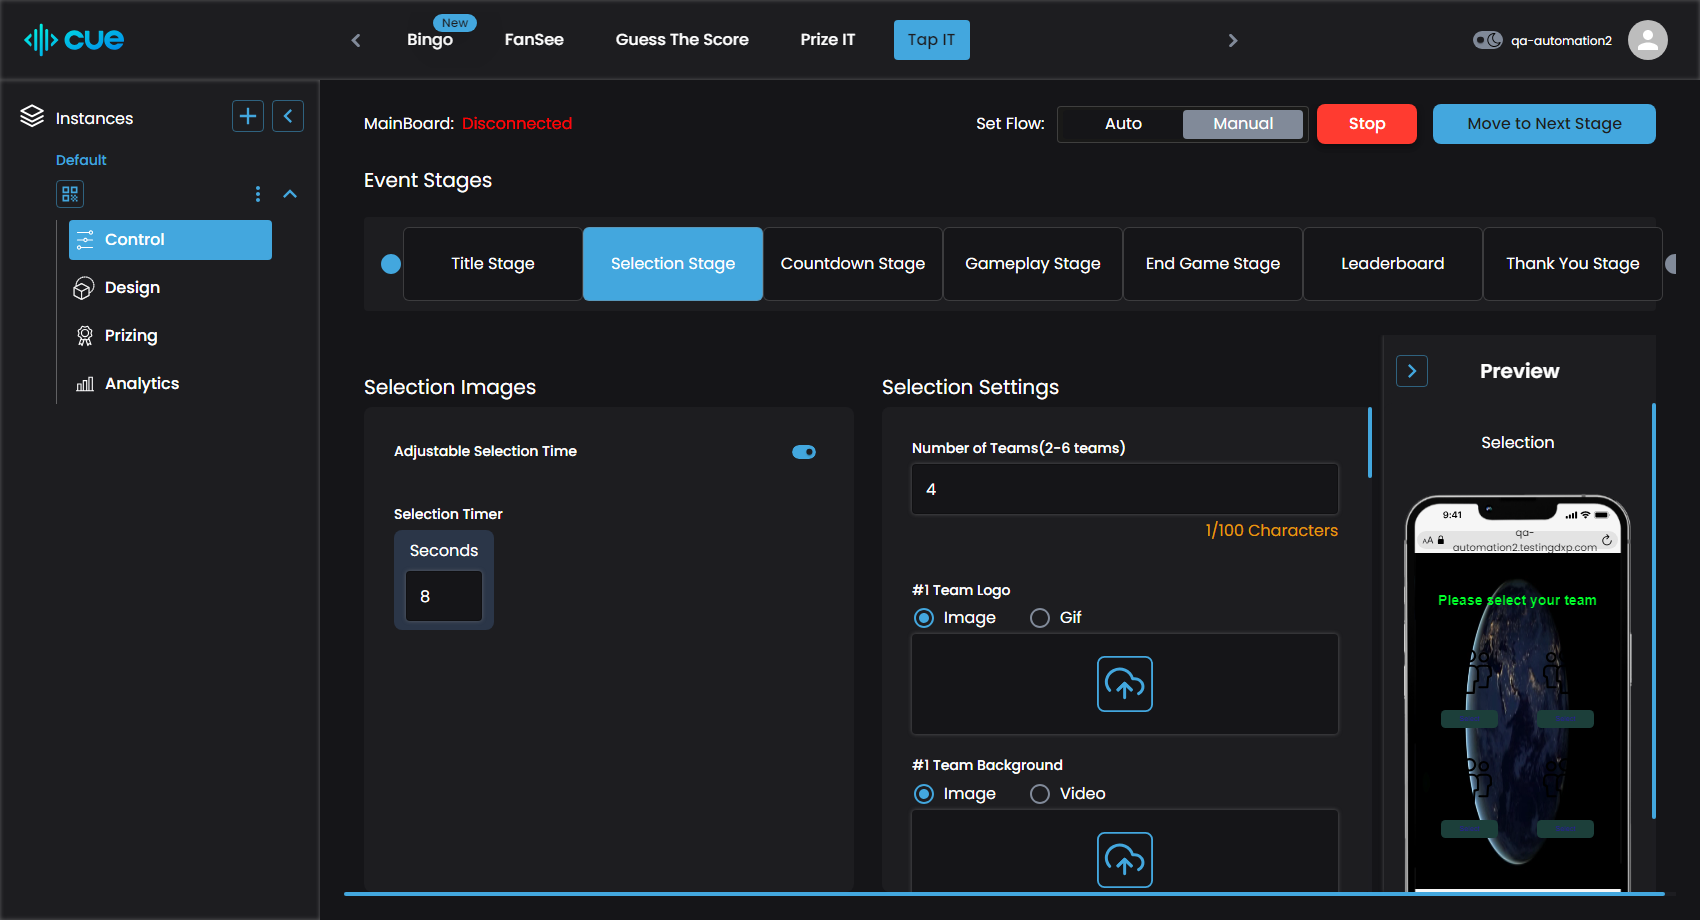 cue
New
Bingo
FanSee
Guess The Score
Prize IT
Tap IT
qa-automation2
Instances
Default
Control
Design
Prizing
Analytics
MainBoard: Disconnected
Set Flow:
Auto
Manual
Stop
Move to Next Stage
Event Stages
Title Stage
Selection Stage
Countdown Stage
Gameplay Stage
End Game Stage
Leaderboard
Thank You Stage
Selection Images
Adjustable Selection Time
Selection Timer
Seconds
8
Selection Settings
Number of Teams(2-6 teams)
4
1/100 Characters
#1 Team Logo
Image
Gif
#1 Team Background
Image
Video
Preview
Selection
9:41
AA
qa-
automation2.testingdxp.com
Please select your team